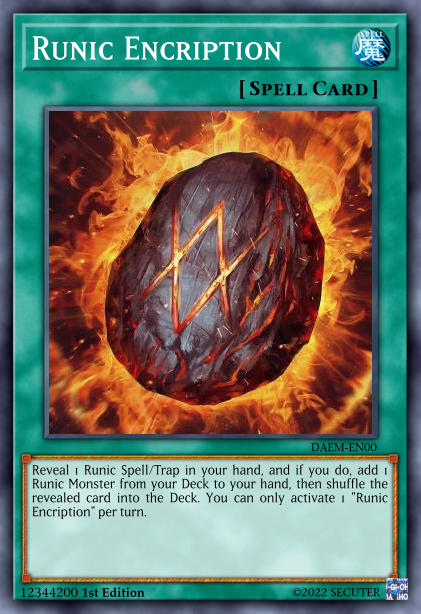 Runic Encription
魔
[Spell Card]
DAEM-EN00
Reveal 1 Runic Spell/Trap in your hand, and if you do, add 1
Runic Monster from your Deck to your hand, then shuffle the
revealed card into the Deck. You can only activate 1 "Runic
Encription" per turn.
12344200 1st Edition
©2022 SECUTER